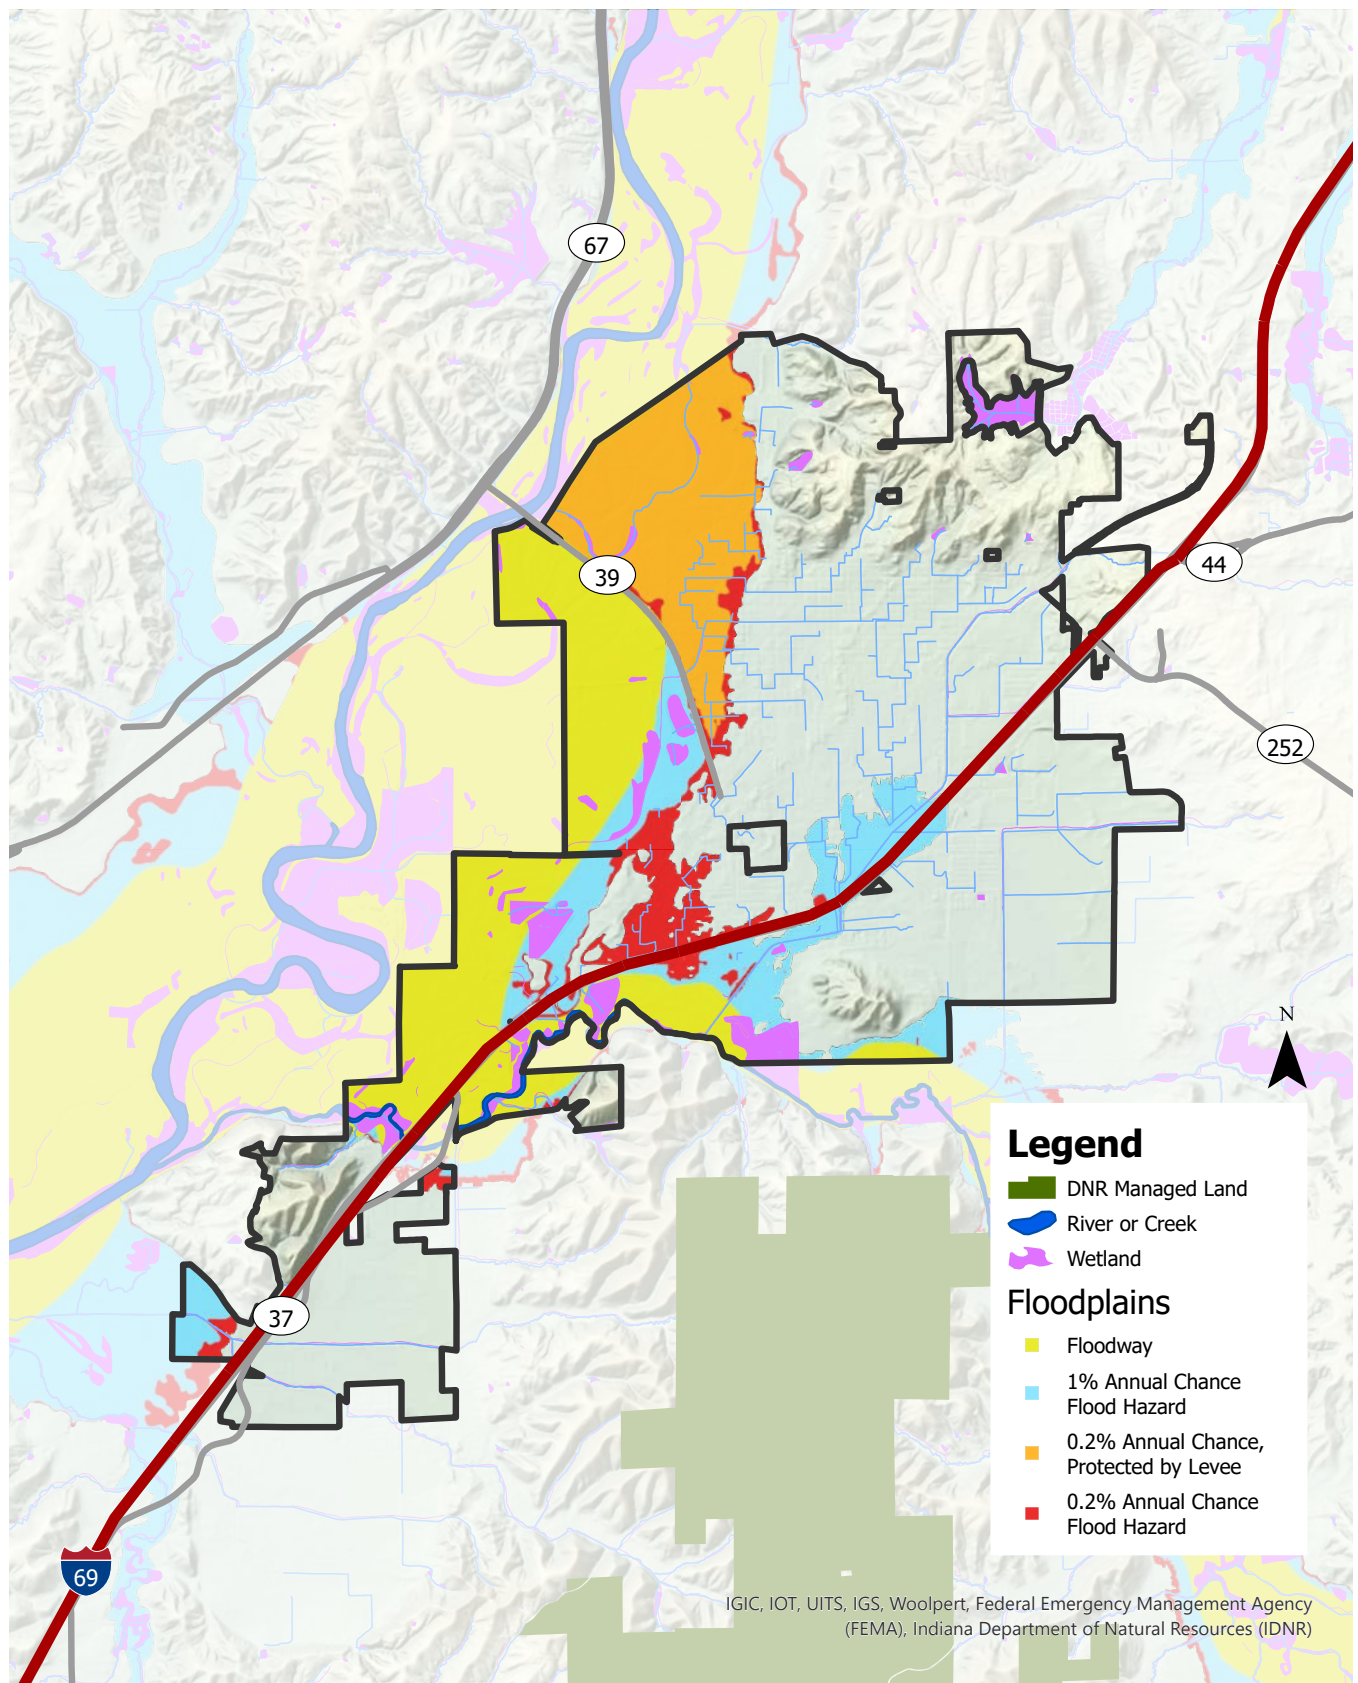 67
39
44
252
N
37
69
Legend
DNR Managed Land
River or Creek
Wetland
Floodplains
Floodway
1% Annual Chance
Flood Hazard
0.2% Annual Chance,
Protected by Levee
0.2% Annual Chance
Flood Hazard
IGIC, IOT, UITS, IGS, Woolpert, Federal Emergency Management Agency
(FEMA), Indiana Department of Natural Resources (IDNR)